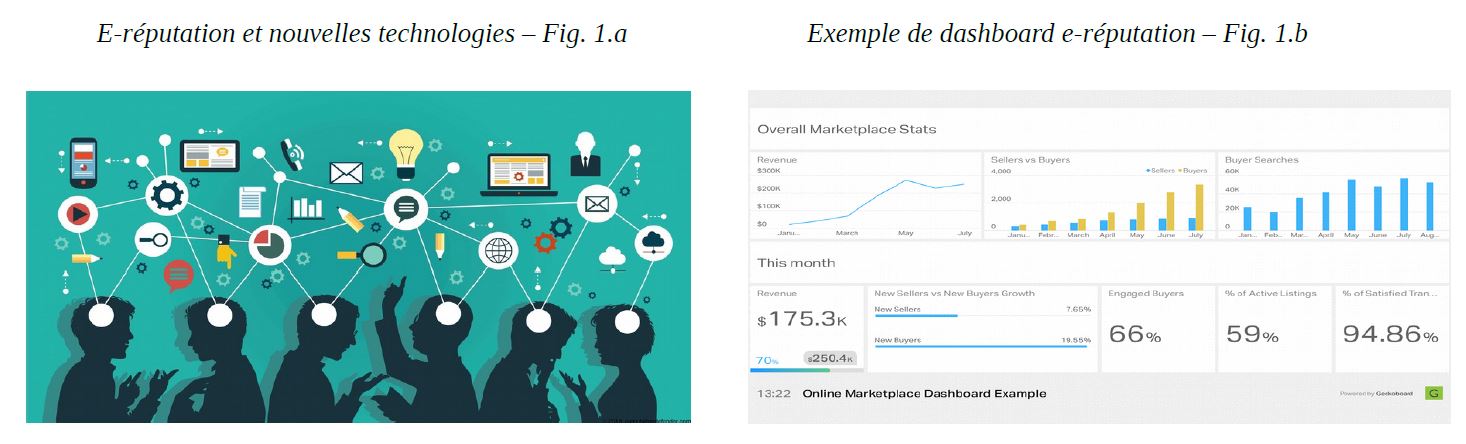 E-réputation et nouvelles technologies – Fig. 1.a
Exemple de dashboard e-réputation – Fig. 1.b
Overall Marketplace Stats
Revenue
$300K
$200K
$100K
$0
Janu... March May July
Sellers vs Buyers
Sellers Buyers
4,000
2,000
0
Janu... Febr... March April May June July
Buyer Searches
60K
40K
20K
0
Jan... Feb... Mar... April May June July Aug...
This month
Revenue
$175.3K
70%
$250.4K
New Sellers vs New Buyers Growth
New Sellers 7.65%
New Buyers 19.55%
Engaged Buyers
66%
% of Active Listings
59%
% of Satisfied Tran...
94.86%
13:22 Online Marketplace Dashboard Example
Powered by Geckoboard
G